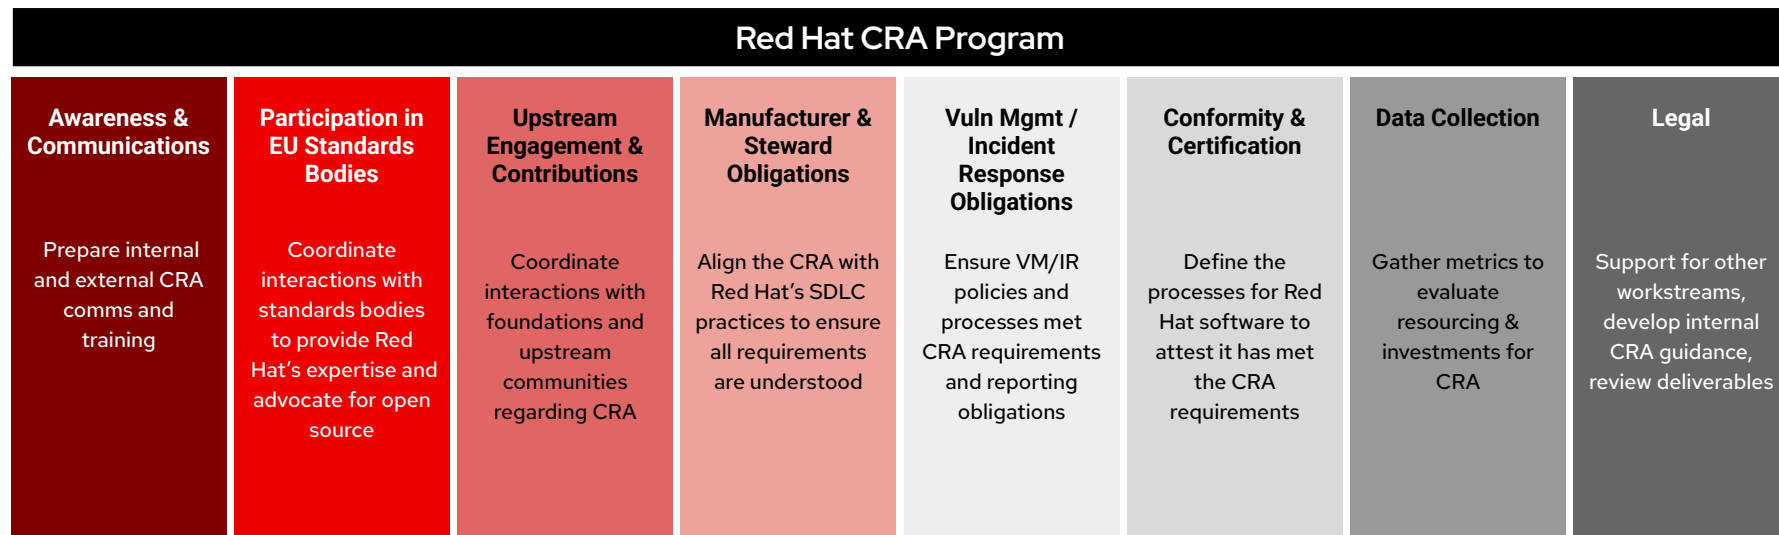 Red Hat CRA Program
Awareness &
Communications
Prepare internal
and external CRA
comms and
training
Participation in
EU Standards
Bodies
Coordinate
interactions with
standards bodies
to provide Red
Hat's expertise and
advocate for open
source
Upstream
Engagement &
Contributions
Coordinate
interactions with
foundations and
upstream
communities
regarding CRA
Manufacturer &
Steward
Obligations
Align the CRA with
Red Hat's SDLC
practices to ensure
all requirements
are understood
Vuln Mgmt /
Incident
Response
Obligations
Ensure VM/IR
policies and
processes met
CRA requirements
and reporting
obligations
Conformity &
Certification
Define the
processes for Red
Hat software to
attest it has met
the CRA
requirements
Data Collection
Gather metrics to
evaluate
resourcing &
investments for
CRA
Legal
Support for other
workstreams,
develop internal
CRA guidance,
review deliverables